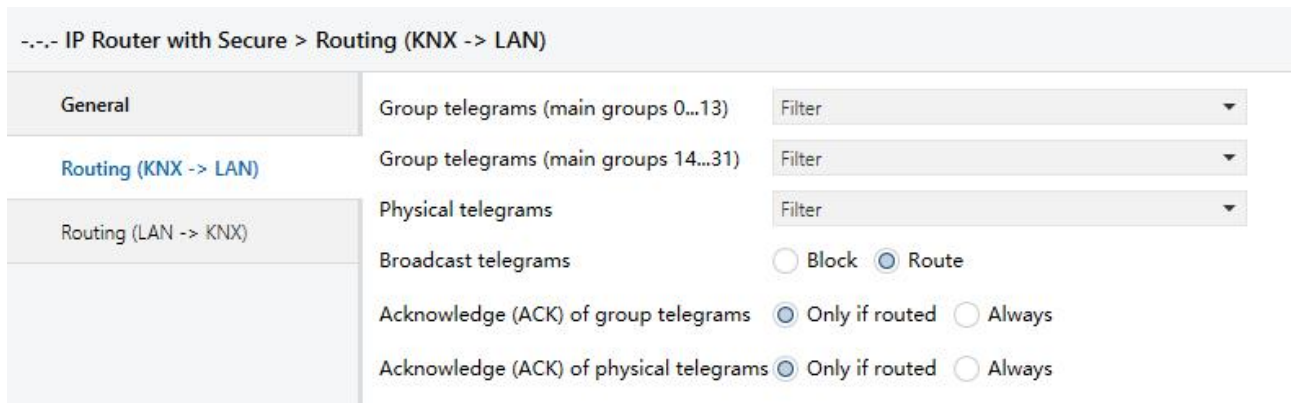 -.-.- IP Router with Secure > Routing (KNX -> LAN)
General
Routing (KNX -> LAN)
Routing (LAN -> KNX)
Group telegrams (main groups 0...13) Filter
Group telegrams (main groups 14...31) Filter
Physical telegrams Filter
Broadcast telegrams Block Route
Acknowledge (ACK) of group telegrams Only if routed Always
Acknowledge (ACK) of physical telegrams Only if routed Always